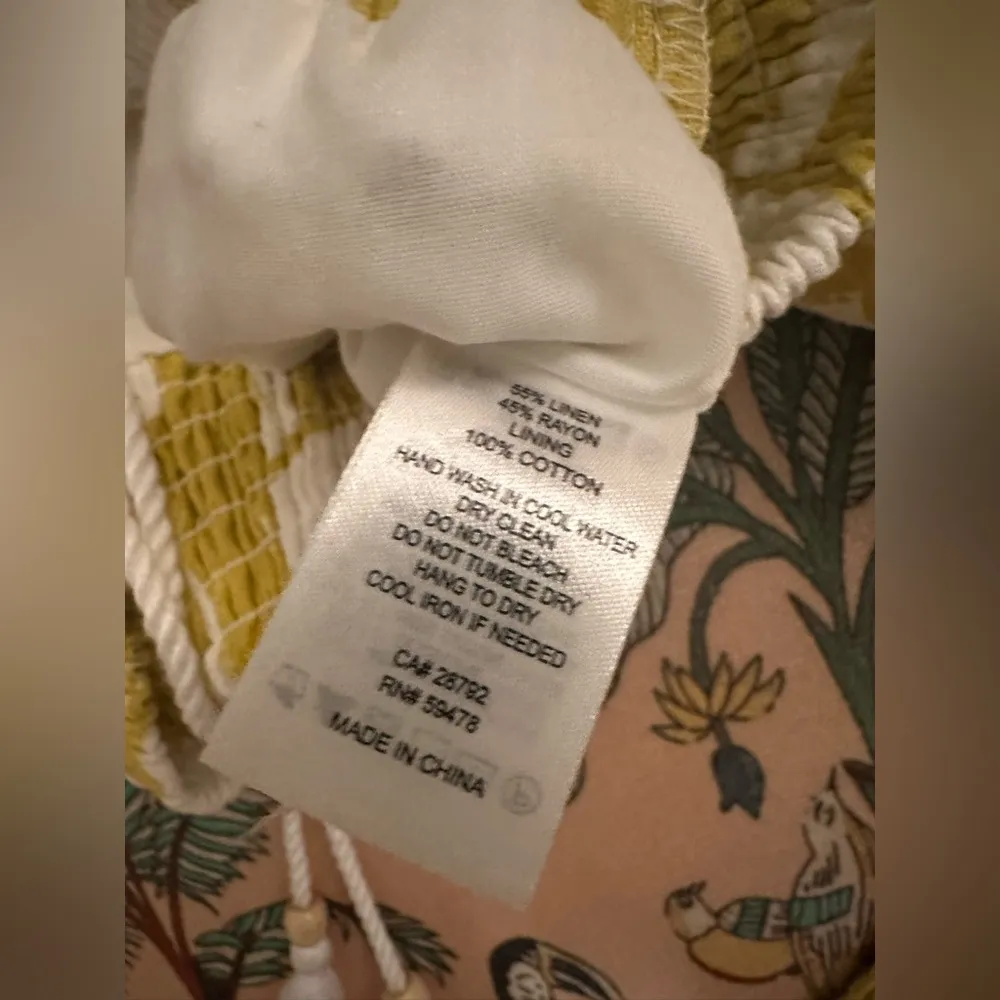 55% LINEN
45% RAYON
LINING
100% COTTON
HAND WASH IN COOL WATER
DRY CLEAN
DO NOT BLEACH
DO NOT TUMBLE DRY
HANG TO DRY
COOL IRON IF NEEDED
CA# 26792
RN# 59478
MADE IN CHINA